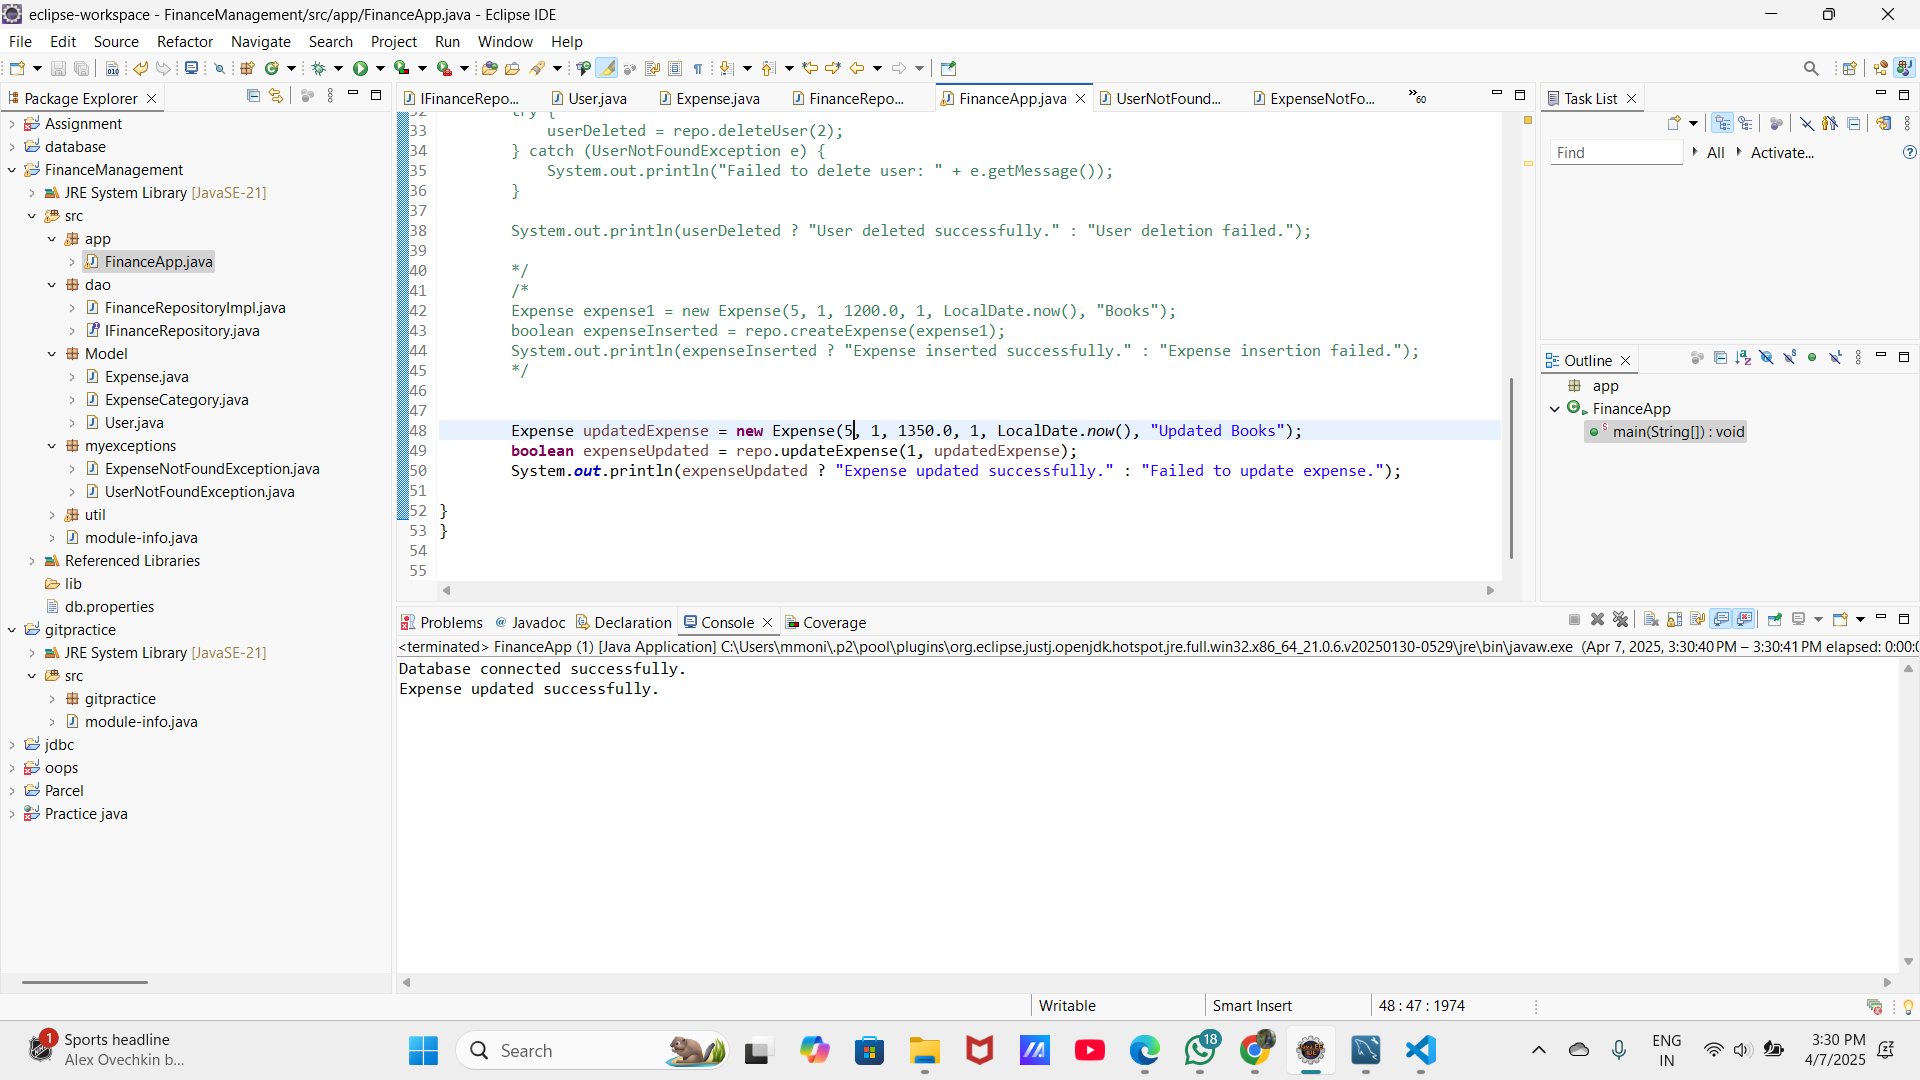 eclipse-workspace - FinanceManagement/src/app/FinanceApp.java - Eclipse IDE
File Edit Source Refactor Navigate Search Project Run Window Help
Package Explorer
Assignment
database
FinanceManagement
JRE System Library [JavaSE-21]
src
app
FinanceApp.java
dao
FinanceRepositoryImpl.java
IFinanceRepository.java
Model
Expense.java
ExpenseCategory.java
User.java
myexceptions
ExpenseNotFoundException.java
UserNotFoundException.java
util
module-info.java
Referenced Libraries
lib
db.properties
gitpractice
JRE System Library [JavaSE-21]
src
gitpractice
module-info.java
jdbc
oops
Parcel
Practice java
IFinanceRepo... User.java Expense.java FinanceRepo... FinanceApp.java UserNotFound... ExpenseNotFo... »60
32 try {
33 userDeleted = repo.deleteUser(2);
34 } catch (UserNotFoundException e) {
35 System.out.println("Failed to delete user: " + e.getMessage());
36 }
37
38 System.out.println(userDeleted ? "User deleted successfully." : "User deletion failed.");
39
40 */
41 /*
42 Expense expense1 = new Expense(5, 1, 1200.0, 1, LocalDate.now(), "Books");
43 boolean expenseInserted = repo.createExpense(expense1);
44 System.out.println(expenseInserted ? "Expense inserted successfully." : "Expense insertion failed.");
45 */
46
47
48 Expense updatedExpense = new Expense(5, 1, 1350.0, 1, LocalDate.now(), "Updated Books");
49 boolean expenseUpdated = repo.updateExpense(1, updatedExpense);
50 System.out.println(expenseUpdated ? "Expense updated successfully." : "Failed to update expense.");
51
52 }
53 }
54
55
Task List
Find All Activate...
Outline
app
FinanceApp
main(String[]) : void
Problems Javadoc Declaration Console Coverage
<terminated> FinanceApp (1) [Java Application] C:\Users\mmoni\.p2\pool\plugins\org.eclipse.justj.openjdk.hotspot.jre.full.win32.x86_64_21.0.6.v20250130-0529\jre\bin\javaw.exe (Apr 7, 2025, 3:30:40 PM – 3:30:41 PM elapsed: 0:00:0
Database connected successfully.
Expense updated successfully.
Writable Smart Insert 48 : 47 : 1974
1
Sports headline
Alex Ovechkin b...
Search
18
ENG
IN
3:30 PM
4/7/2025